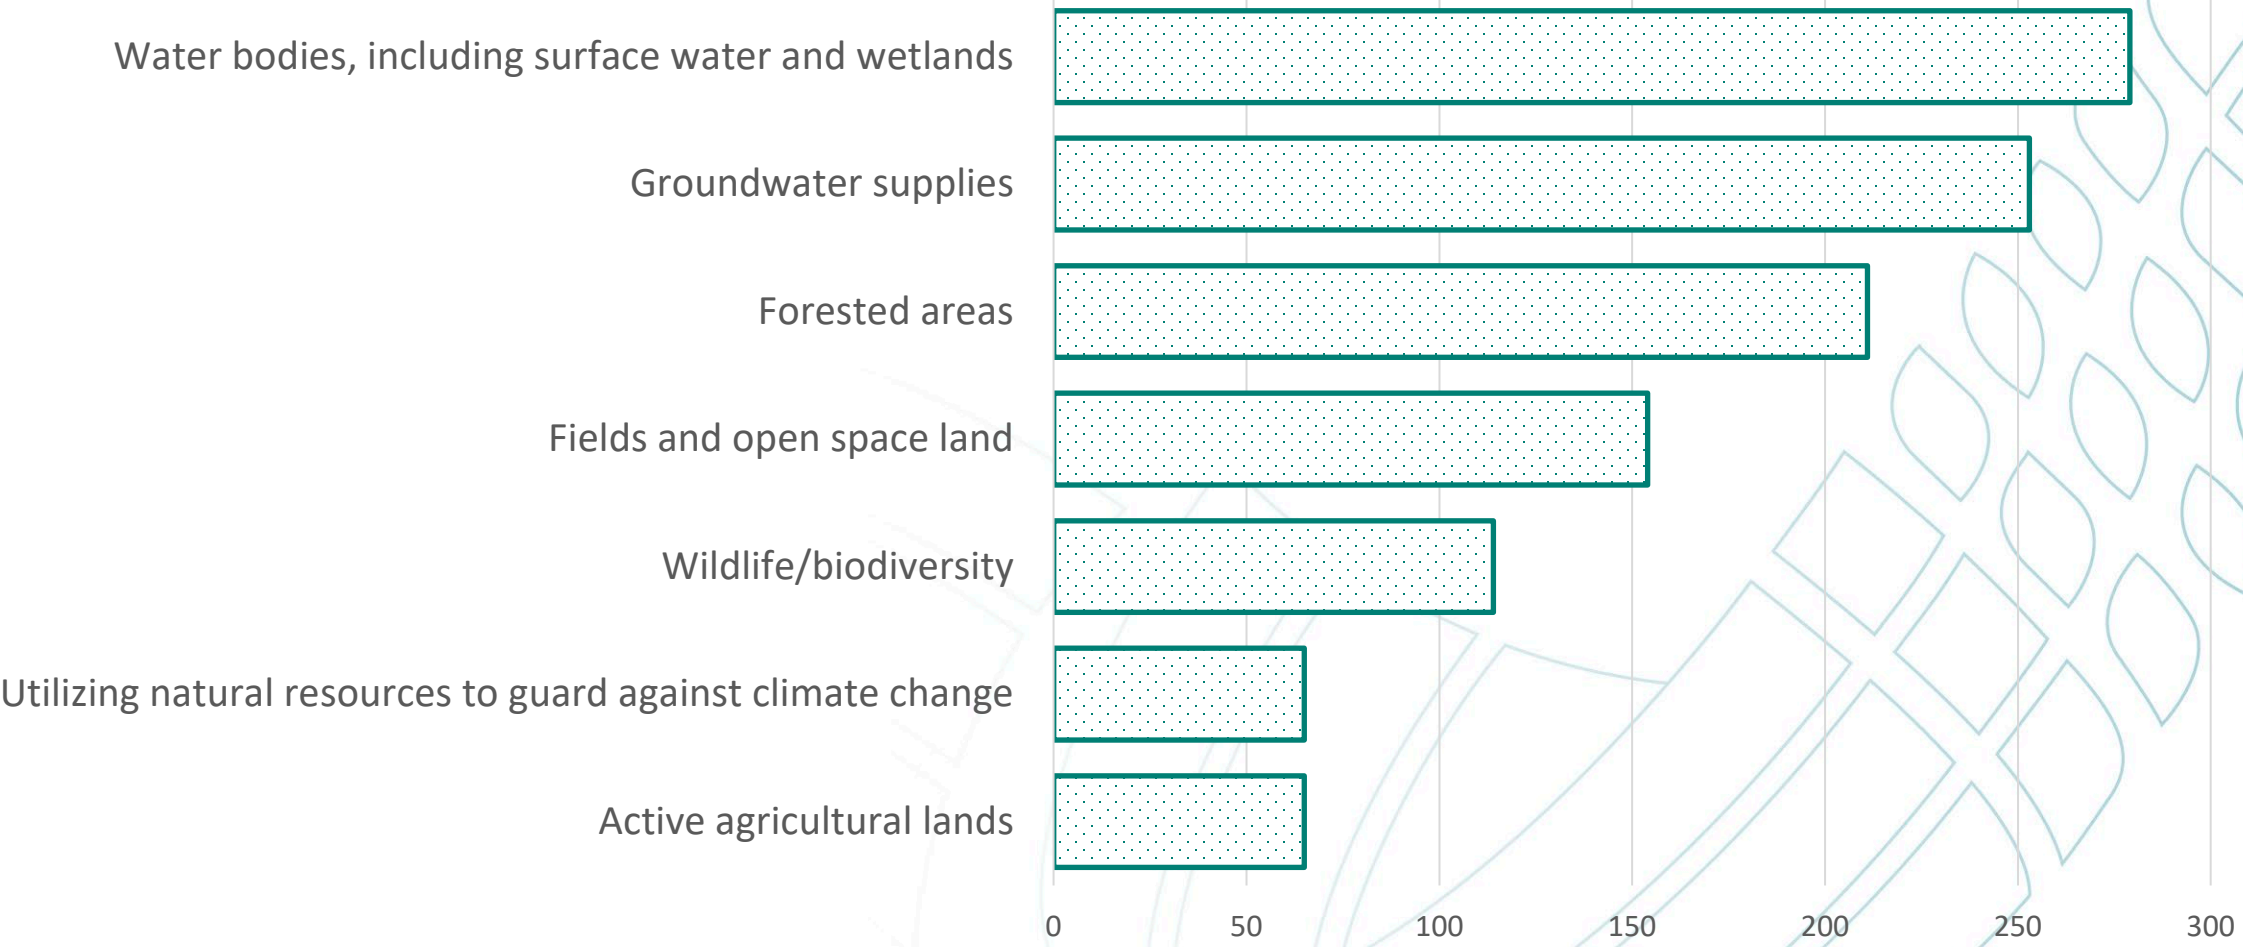 Water bodies, including surface water and wetlands
Groundwater supplies
Forested areas
Fields and open space land
Wildlife/biodiversity
Utilizing natural resources to guard against climate change
Active agricultural lands
0 50 100 150 200 250 300